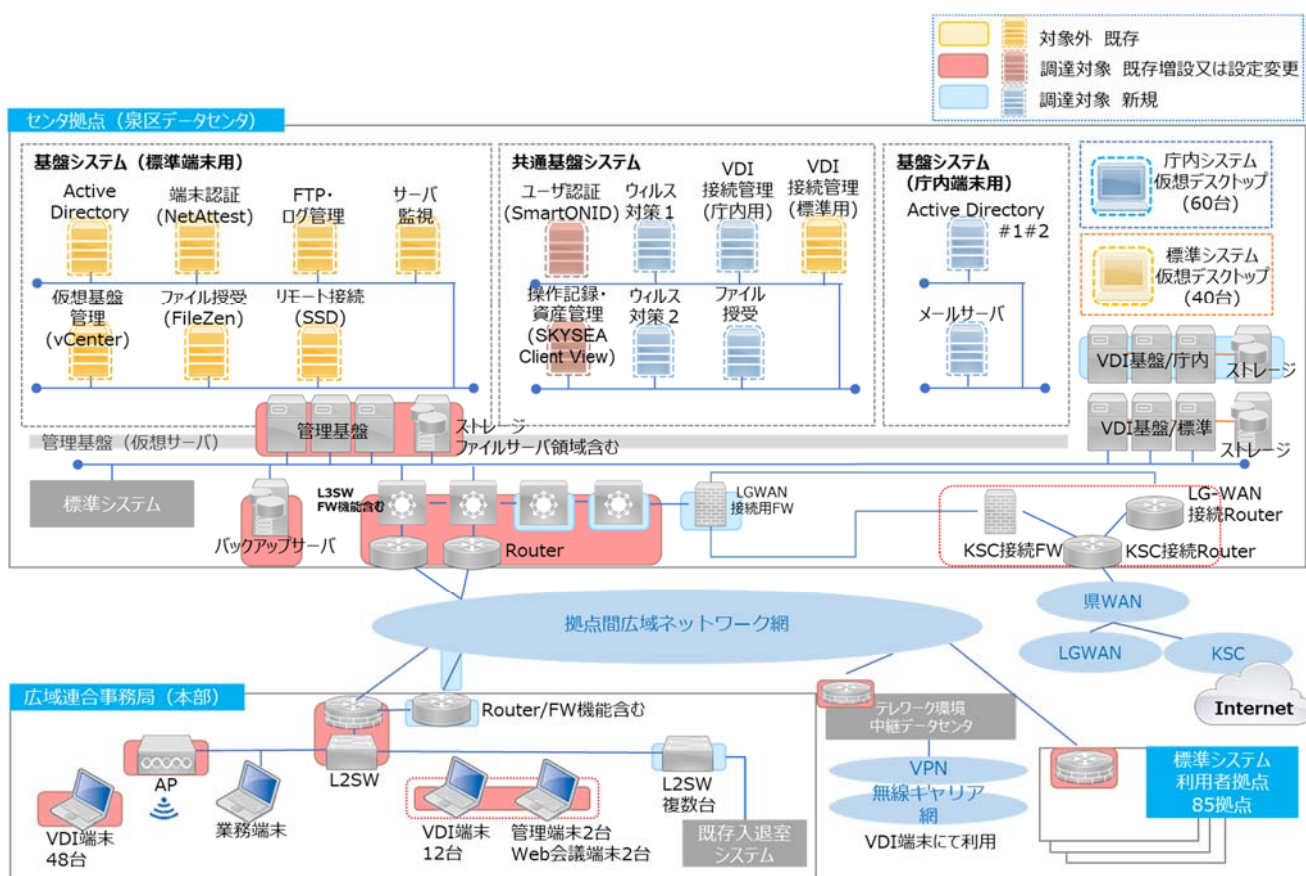 対象外 既存
調達対象 既存増設又は設定変更
調達対象 新規
センタ拠点（泉区データセンタ）
基盤システム（標準端末用）
Active
Directory
端末認証
(NetAttest)
FTP・
ログ管理
サーバ
監視
仮想基盤
管理
(vCenter)
ファイル授受
(FileZen)
リモート接続
(SSD)
共通基盤システム
ユーザ認証
(SmartONID)
ウィルス
対策１
VDI
接続管理
(庁内用)
VDI
接続管理
(標準用)
操作記録・
資産管理
(SKYSEA
Client View)
ウィルス
対策２
ファイル
授受
基盤システム
(庁内端末用)
Active Directory
#1#2
メールサーバ
庁内システム
仮想デスクトップ
(60台)
標準システム
仮想デスクトップ
(40台)
VDI基盤/庁内
ストレージ
VDI基盤/標準
ストレージ
管理基盤（仮想サーバ）
管理基盤
ストレージ
ファイルサーバ領域含む
標準システム
バックアップサーバ
L3SW
FW機能含む
Router
LGWAN
接続用FW
KSC接続FW
LG-WAN
接続Router
KSC接続Router
県WAN
LGWAN
KSC
Internet
拠点間広域ネットワーク網
広域連合事務局（本部）
Router/FW機能含む
AP
L2SW
L2SW
複数台
VDI端末
48台
業務端末
VDI端末
12台
管理端末2台
Web会議端末2台
既存入退室
システム
テレワーク環境
中継データセンタ
VPN
無線キャリア
網
VDI端末にて利用
標準システム
利用者拠点
85拠点